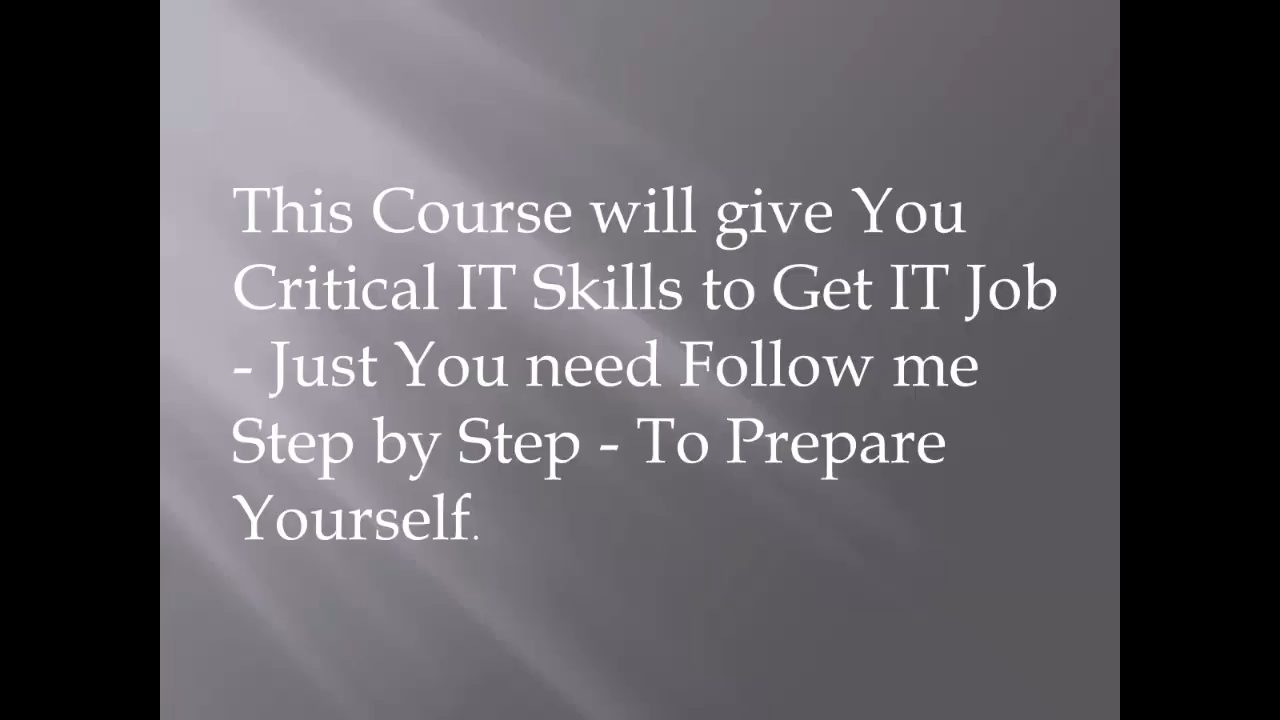 This Course will give You
Critical IT Skills to Get IT Job
- Just You need Follow me
Step by Step - To Prepare
Yourself.